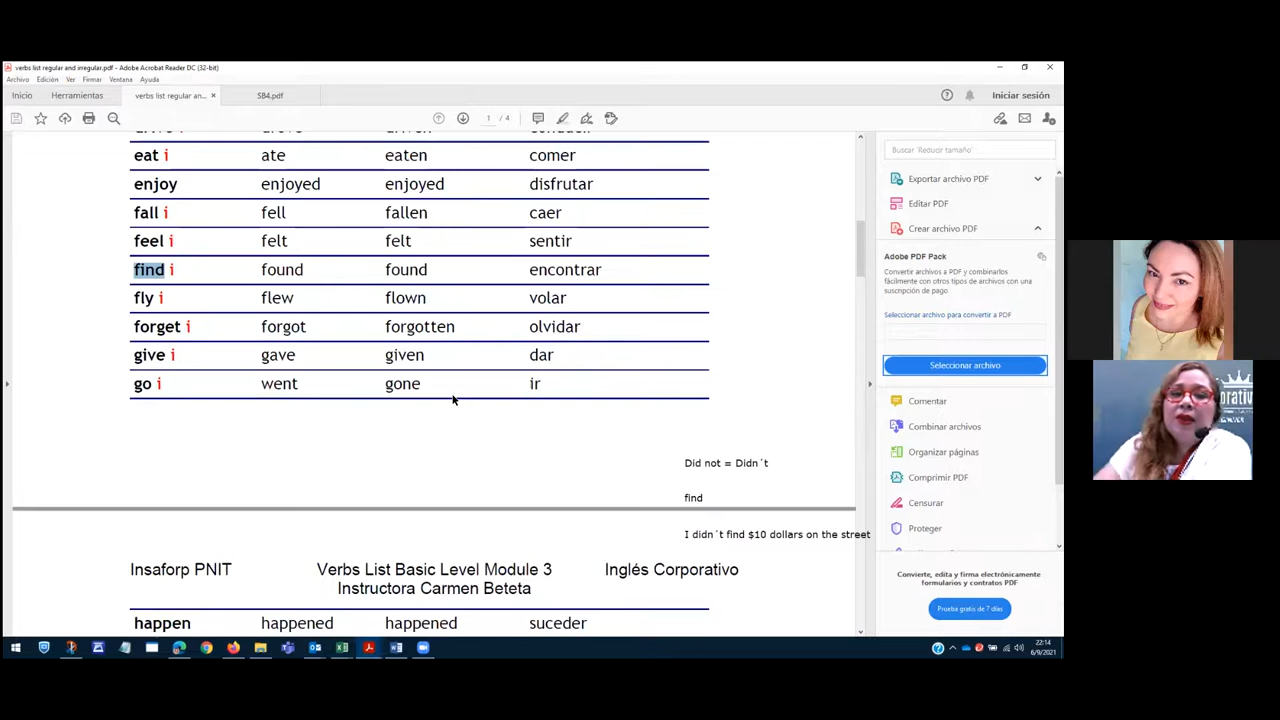 verbs list regular and irregular.pdf - Adobe Acrobat Reader DC (32-bit)
Archivo Edición Ver Firmar Ventana Ayuda
Inicio Herramientas verbs list regular an... × SB4.pdf Iniciar sesión
1 / 4
eat i ate eaten comer
enjoy enjoyed enjoyed disfrutar
fall i fell fallen caer
feel i felt felt sentir
find i found found encontrar
fly i flew flown volar
forget i forgot forgotten olvidar
give i gave given dar
go i went gone ir
Did not = Didn´t
find
I didn´t find $10 dollars on the street
Insaforp PNIT Verbs List Basic Level Module 3 Inglés Corporativo
Instructora Carmen Beteta
happen happened happened suceder
Buscar 'Reducir tamaño'
Exportar archivo PDF
Editar PDF
Crear archivo PDF
Adobe PDF Pack
Convertir archivos a PDF y combinarlos
fácilmente con otros tipos de archivos con una
suscripción de pago
Seleccionar archivo para convertir a PDF
Seleccionar archivo
Comentar
Combinar archivos
Organizar páginas
Comprimir PDF
Censurar
Proteger
Convierte, edita y firma electrónicamente
formularios y contratos PDF
Prueba gratis de 7 días
22:14
6/9/2021